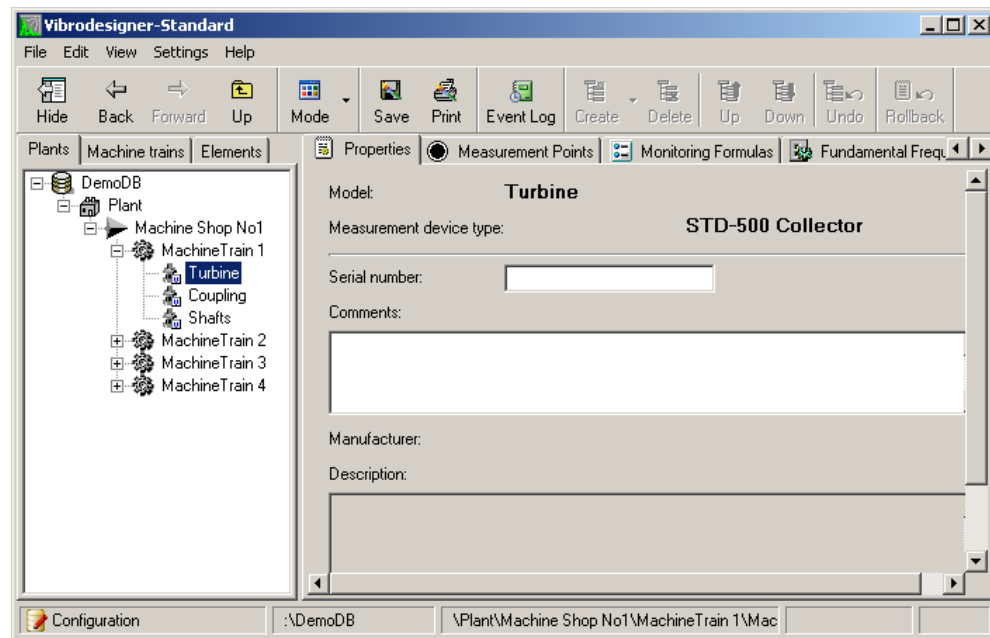 Vibrodesigner-Standard
File Edit View Settings Help
Hide Back Forward Up Mode Save Print Event Log Create Delete Up Down Undo Rollback
Plants Machine trains Elements
Properties Measurement Points Monitoring Formulas Fundamental Frequ
DemoDB
Plant
Machine Shop No1
MachineTrain 1
Turbine
Coupling
Shafts
MachineTrain 2
MachineTrain 3
MachineTrain 4
Model: Turbine
Measurement device type: STD-500 Collector
Serial number:
Comments:
Manufacturer:
Description:
Configuration :\DemoDB \Plant\Machine Shop No1\MachineTrain 1\Mac